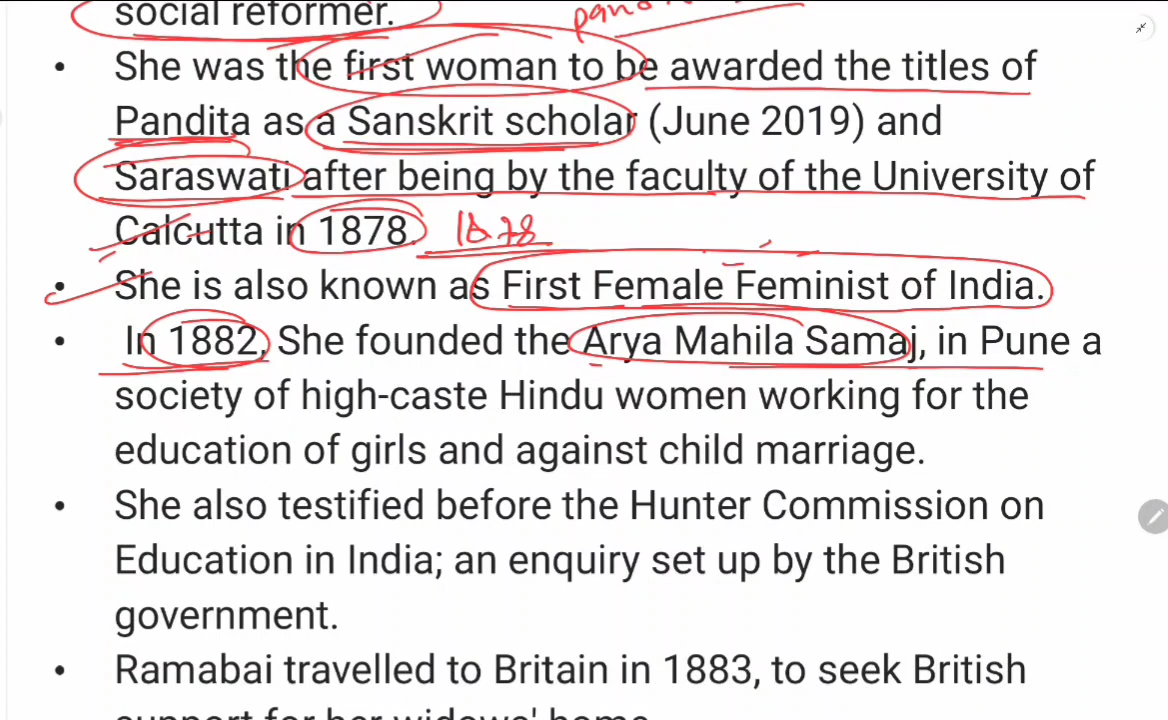 social reformer.
• She was the first woman to be awarded the titles of
Pandita as a Sanskrit scholar (June 2019) and
Saraswati after being by the faculty of the University of
Calcutta in 1878. 1878
• She is also known as First Female Feminist of India.
• In 1882, She founded the Arya Mahila Samaj, in Pune a
society of high-caste Hindu women working for the
education of girls and against child marriage.
• She also testified before the Hunter Commission on
Education in India; an enquiry set up by the British
government.
• Ramabai travelled to Britain in 1883, to seek British
support for her widows' home